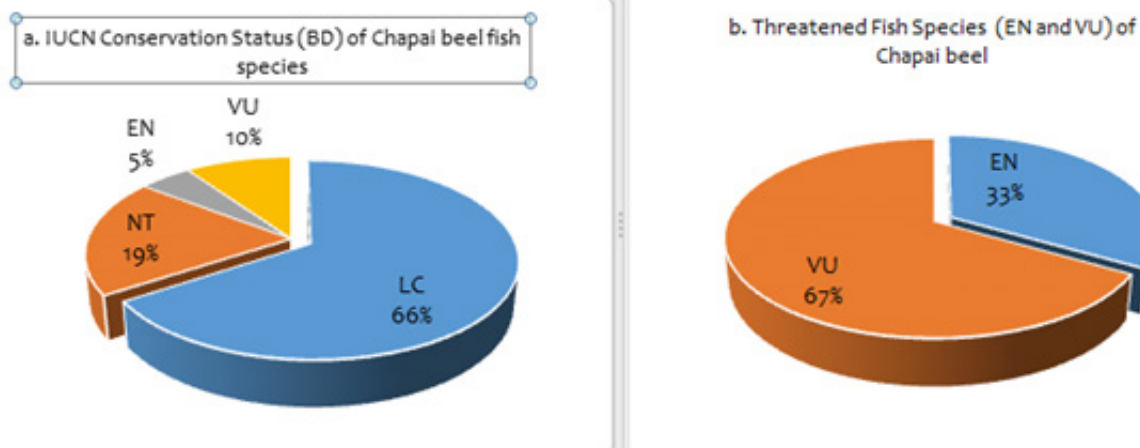 a. IUCN Conservation Status (BD) of Chapai beel fish
species
VU
10%
EN
5%
NT
19%
LC
66%
b. Threatened Fish Species (EN and VU) of
Chapai beel
EN
33%
VU
67%